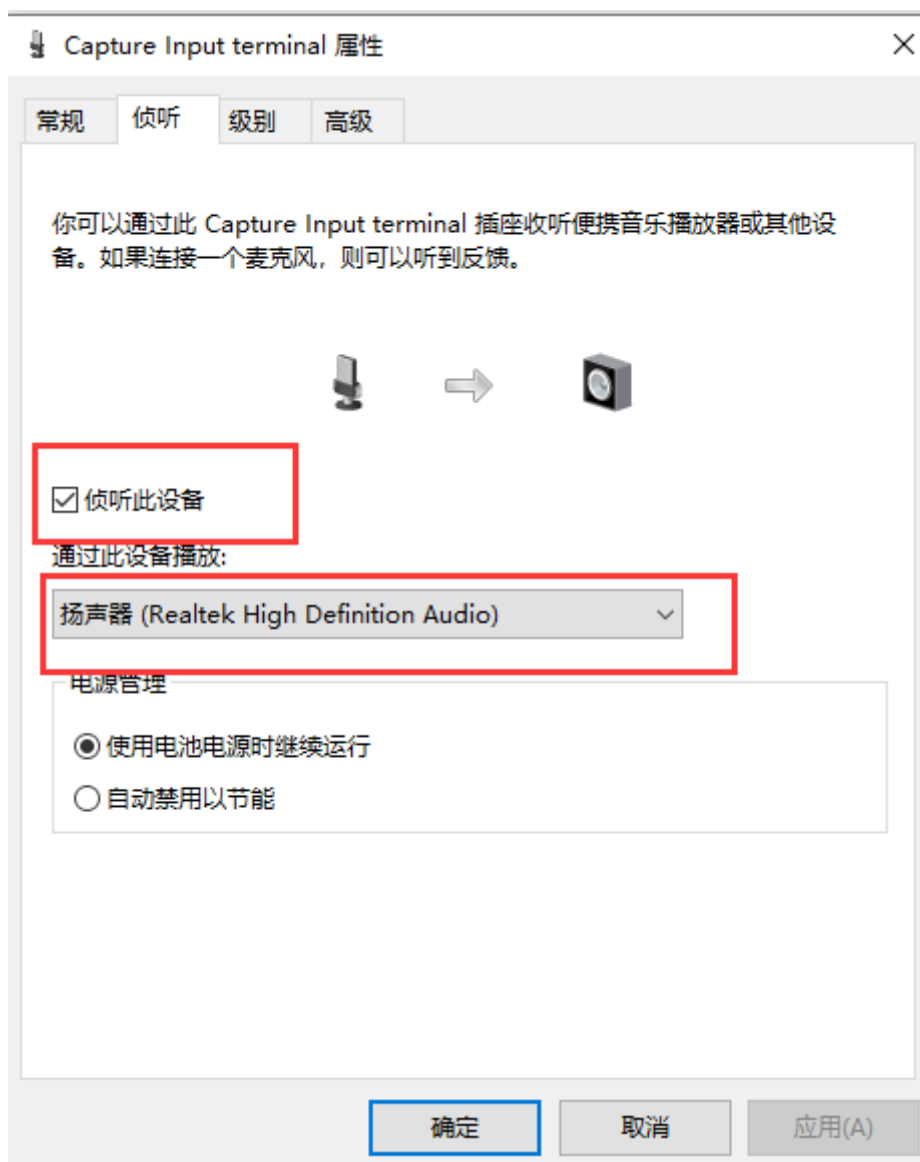 Capture Input terminal 属性
常规 侦听 级别 高级
你可以通过此 Capture Input terminal 插座收听便携音乐播放器或其他设
备。如果连接一个麦克风，则可以听到反馈。
侦听此设备
通过此设备播放:
扬声器 (Realtek High Definition Audio)
电源管理
使用电池电源时继续运行
自动禁用以节能
确定 取消 应用(A)